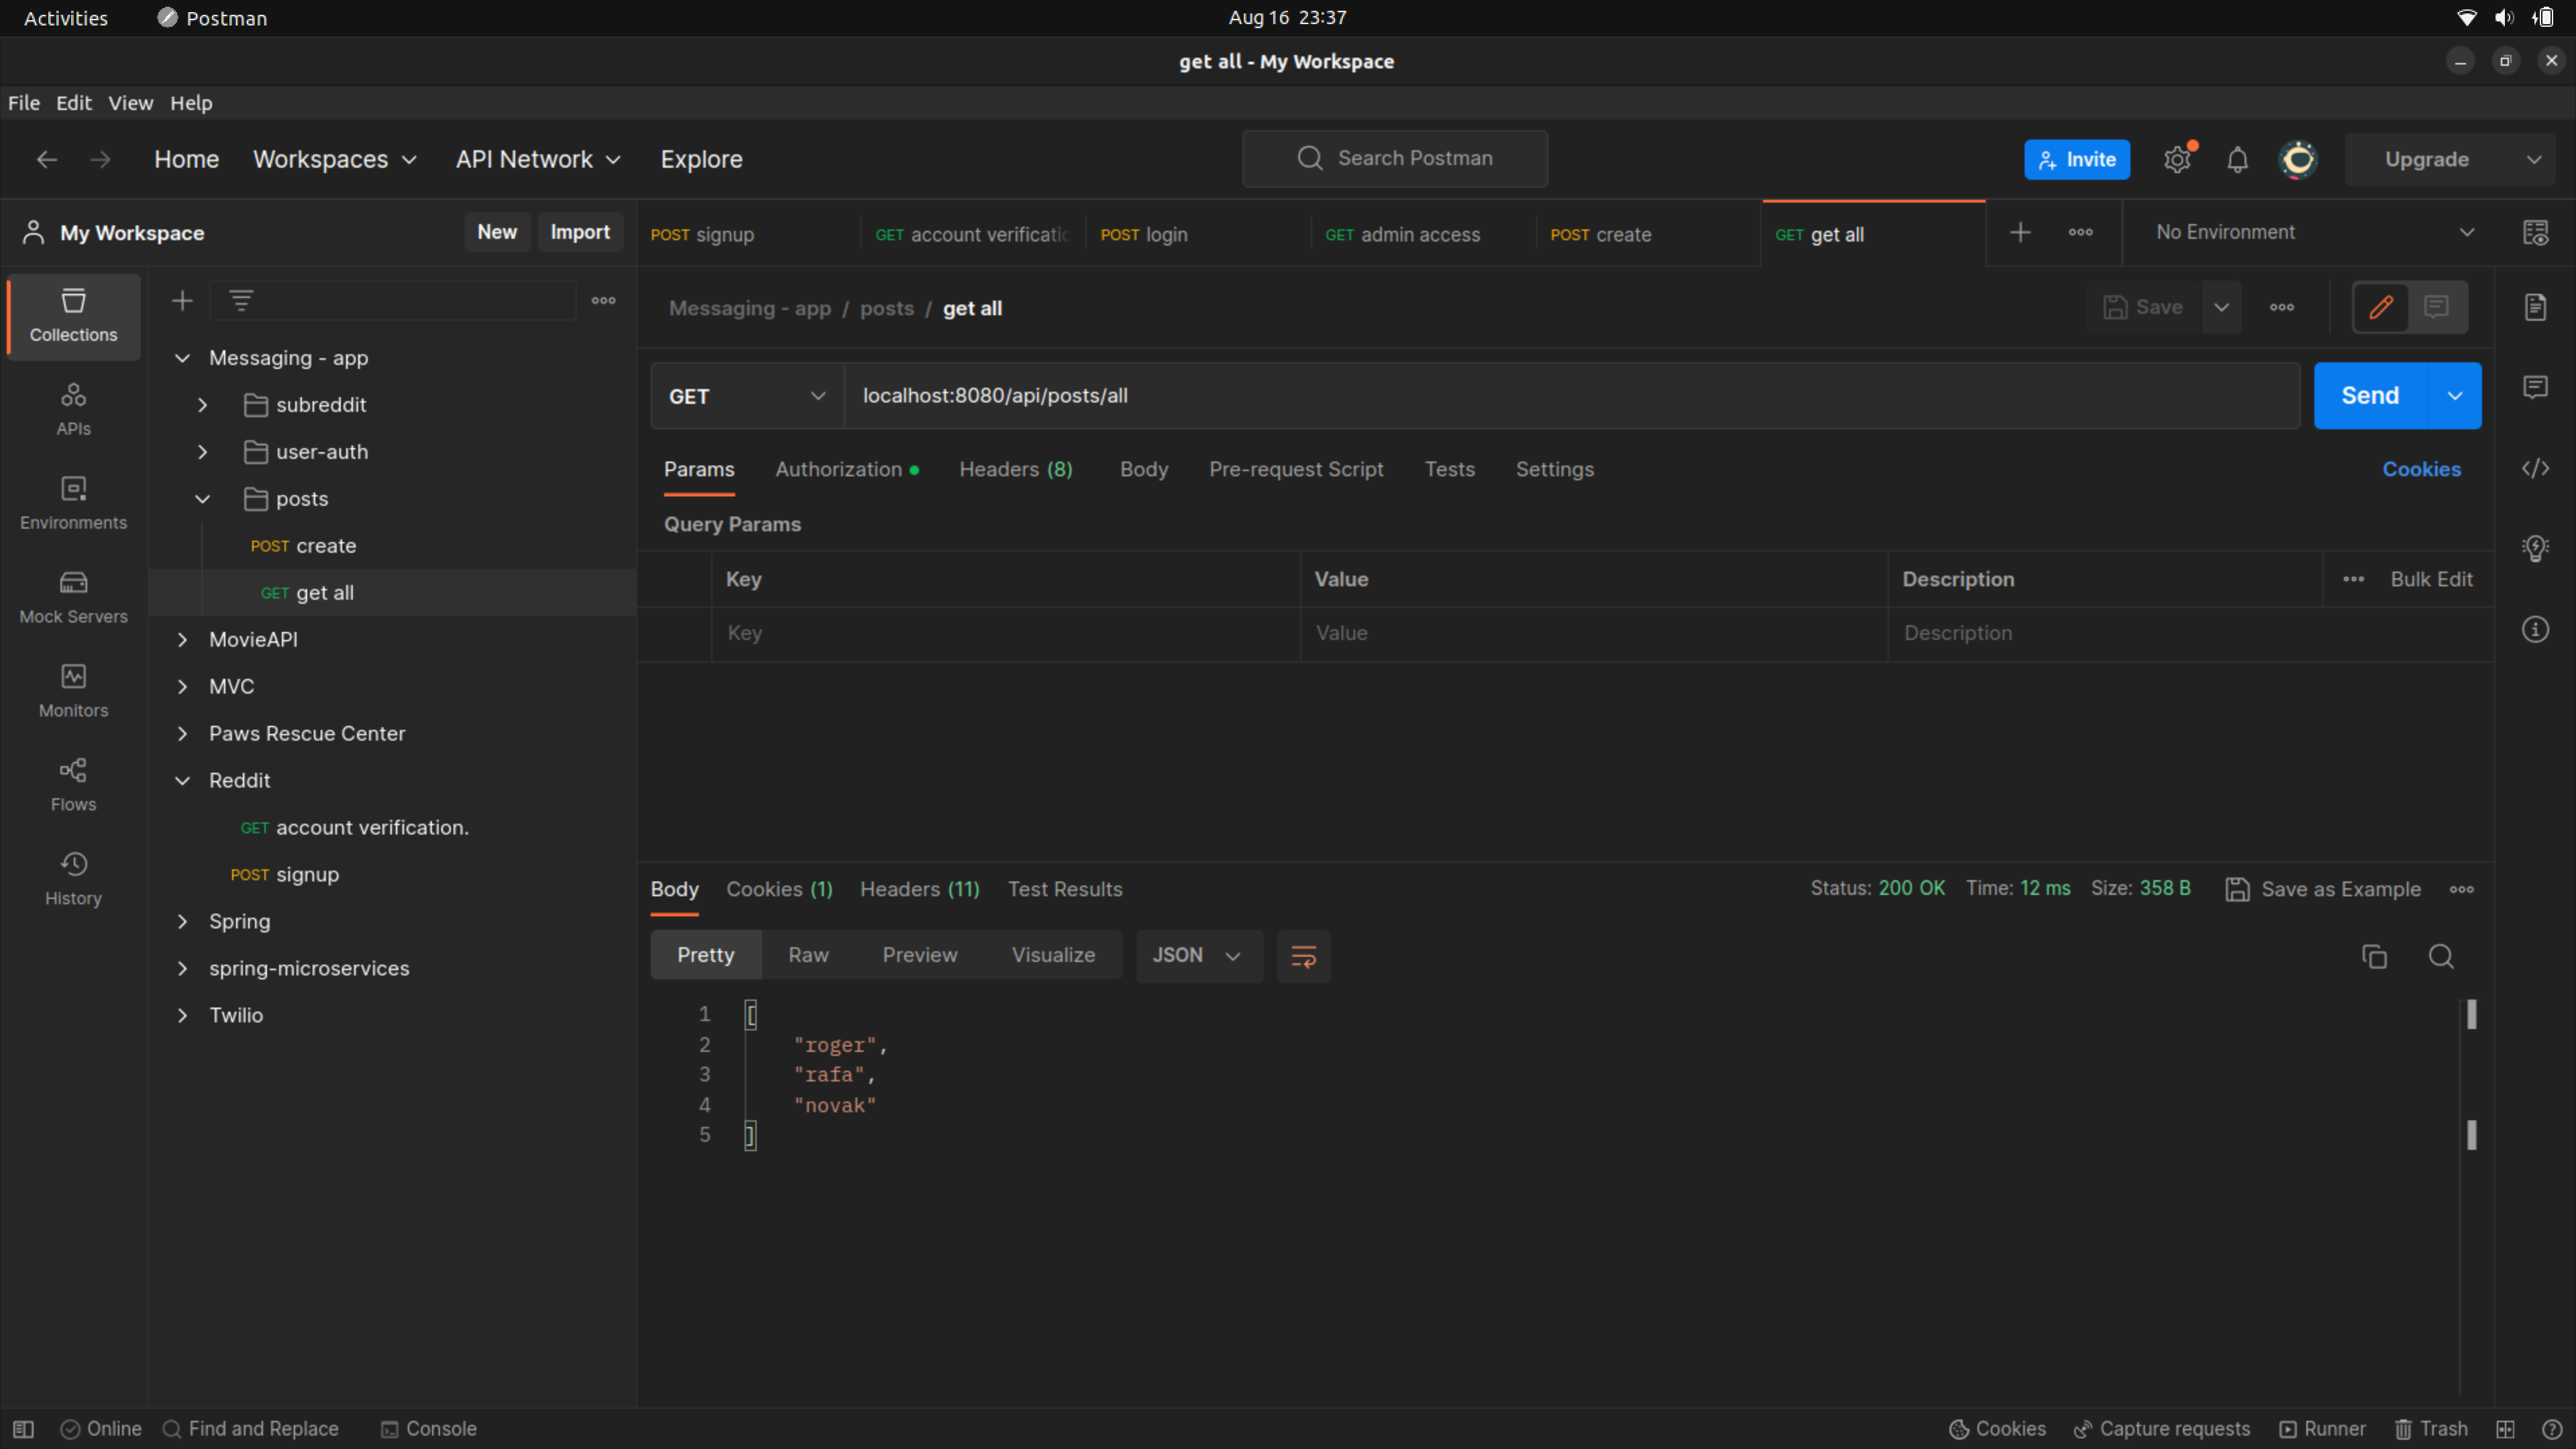 Activities Postman Aug 16 23:37
get all - My Workspace
File Edit View Help
Home Workspaces API Network Explore Search Postman Invite Upgrade
My Workspace New Import
POST signup GET account verificatio POST login GET admin access POST create GET get all No Environment
Collections
APIs
Environments
Mock Servers
Monitors
Flows
History
Messaging - app
subreddit
user-auth
posts
POST create
GET get all
MovieAPI
MVC
Paws Rescue Center
Reddit
GET account verification.
POST signup
Spring
spring-microservices
Twilio
Messaging - app / posts / get all Save
GET localhost:8080/api/posts/all Send
Params Authorization Headers (8) Body Pre-request Script Tests Settings Cookies
Query Params
Key Value Description Bulk Edit
Key Value Description
Body Cookies (1) Headers (11) Test Results Status: 200 OK Time: 12 ms Size: 358 B Save as Example
Pretty Raw Preview Visualize JSON
1 [
2 "roger",
3 "rafa",
4 "novak"
5 ]
Online Find and Replace Console Cookies Capture requests Runner Trash